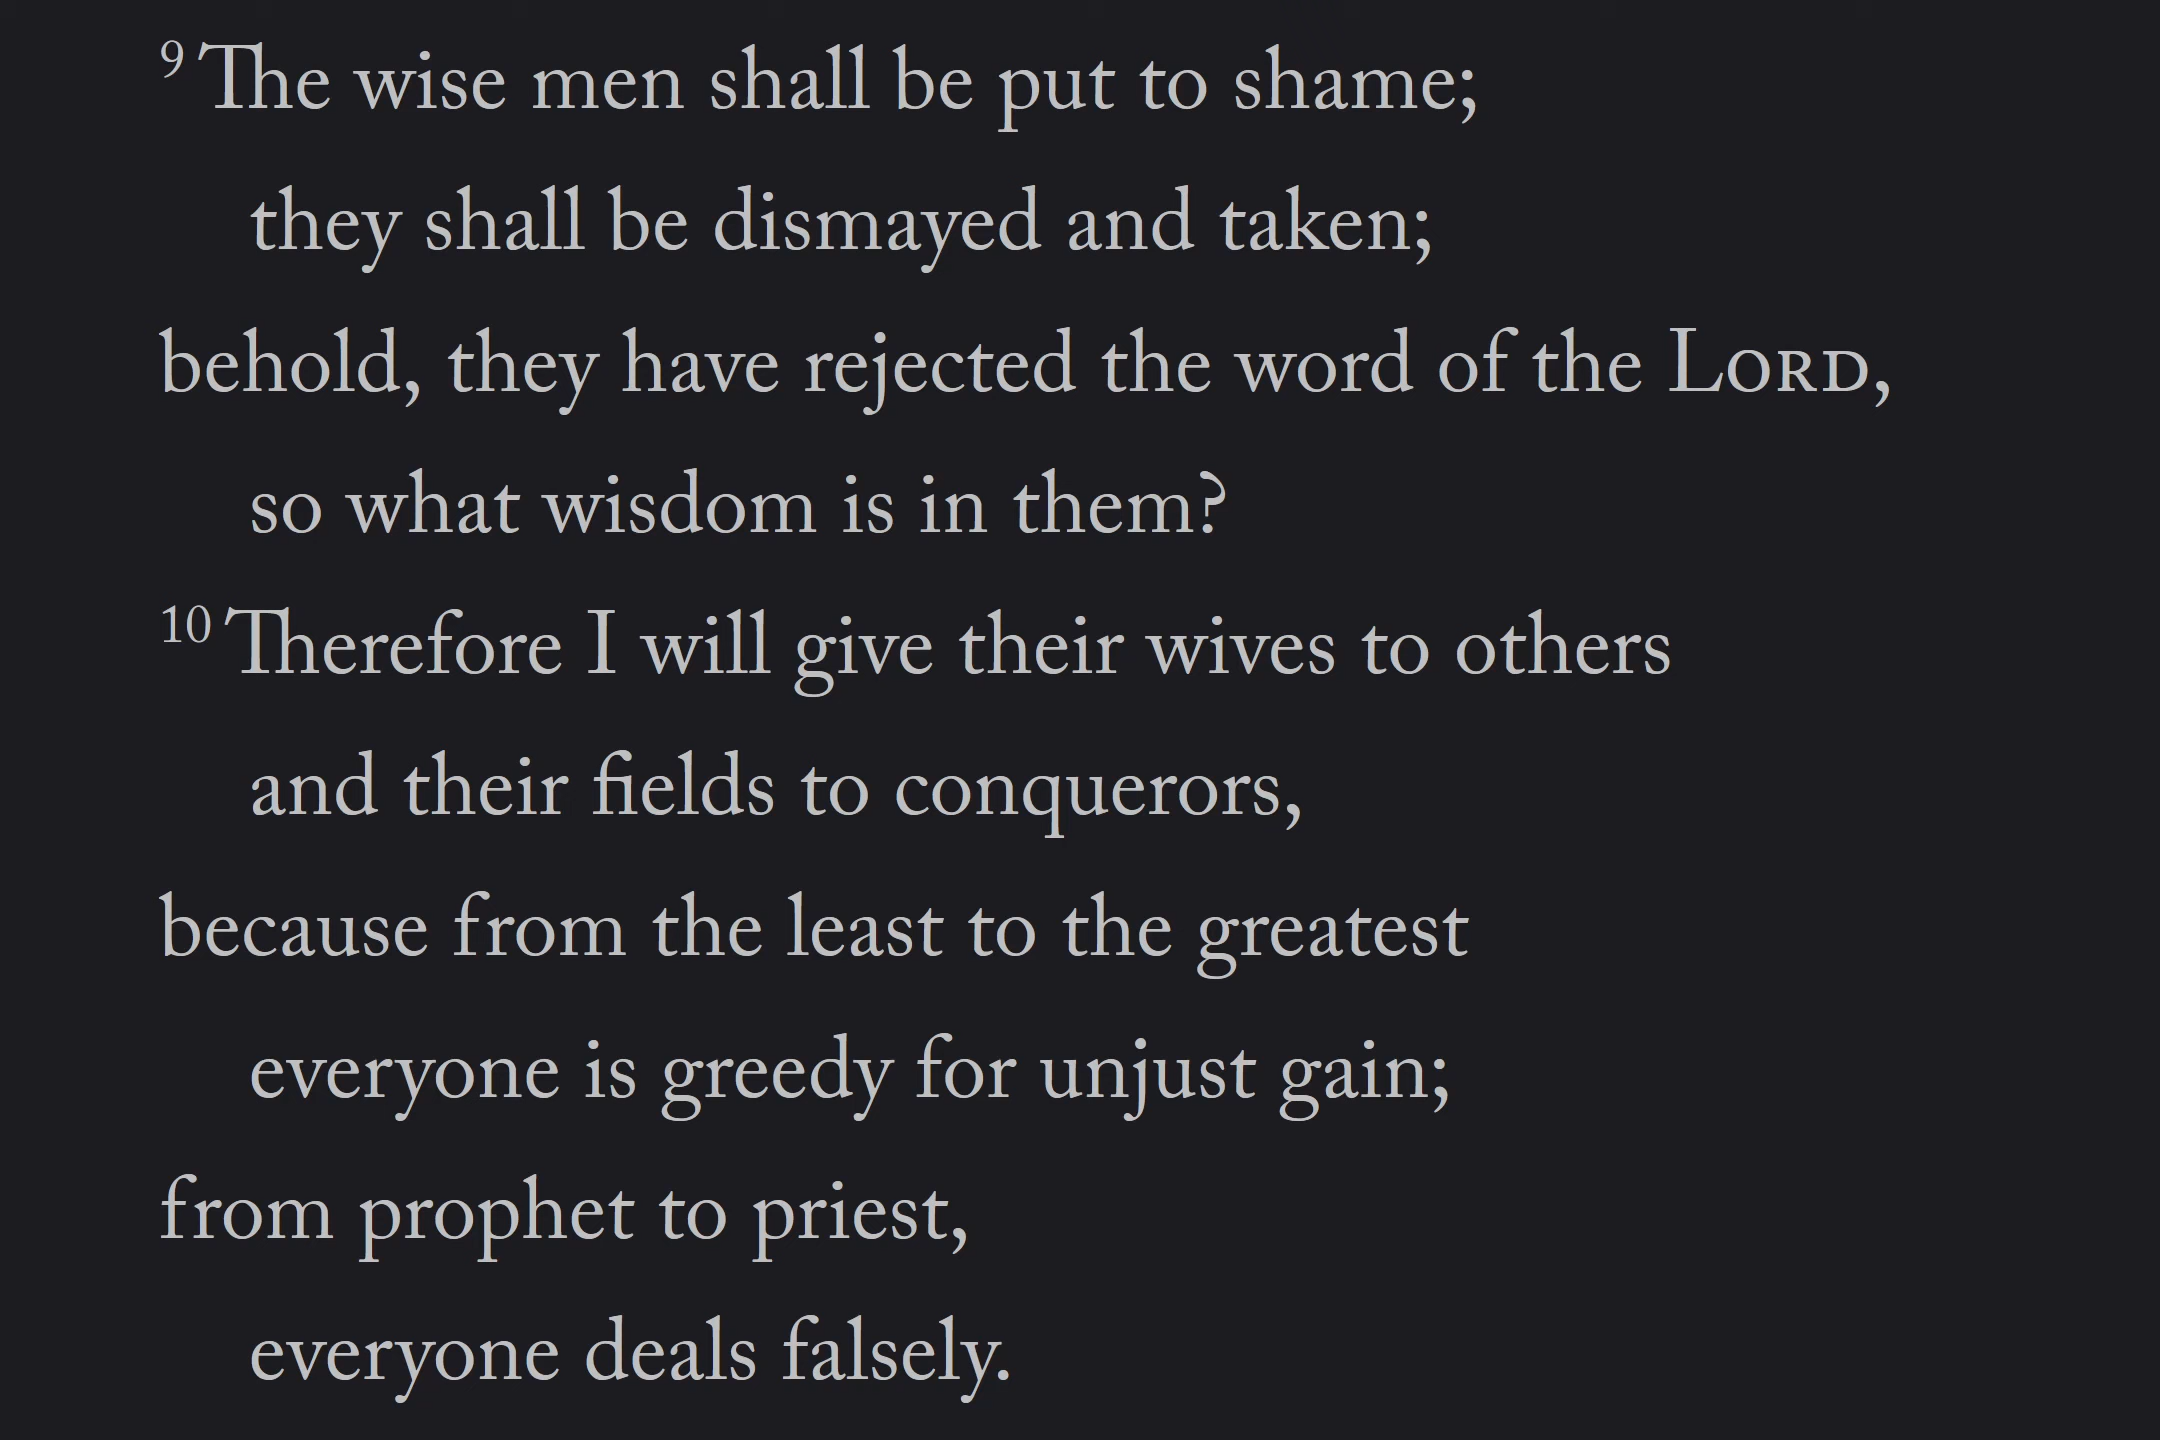 9 The wise men shall be put to shame;
they shall be dismayed and taken;
behold, they have rejected the word of the LORD,
so what wisdom is in them?
10 Therefore I will give their wives to others
and their fields to conquerors,
because from the least to the greatest
everyone is greedy for unjust gain;
from prophet to priest,
everyone deals falsely.